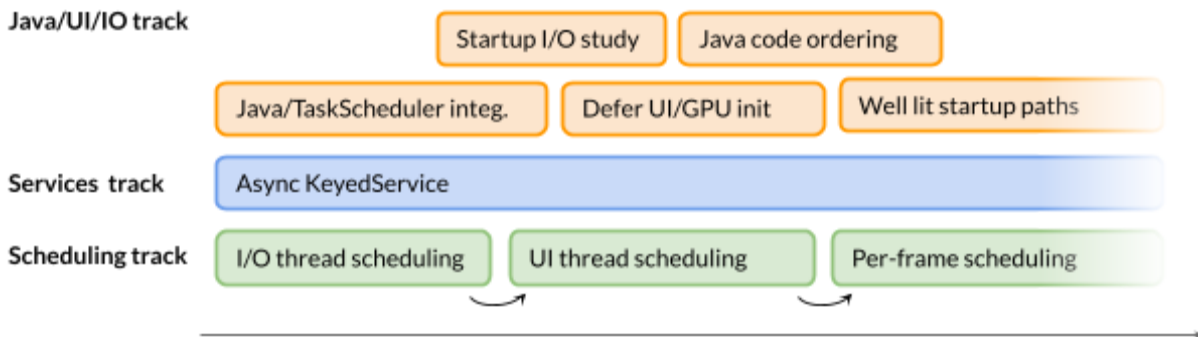 Java/UI/IO track
Startup I/O study
Java code ordering
Java/TaskScheduler integ.
Defer UI/GPU init
Well lit startup paths
Services track
Async KeyedService
Scheduling track
I/O thread scheduling
UI thread scheduling
Per-frame scheduling